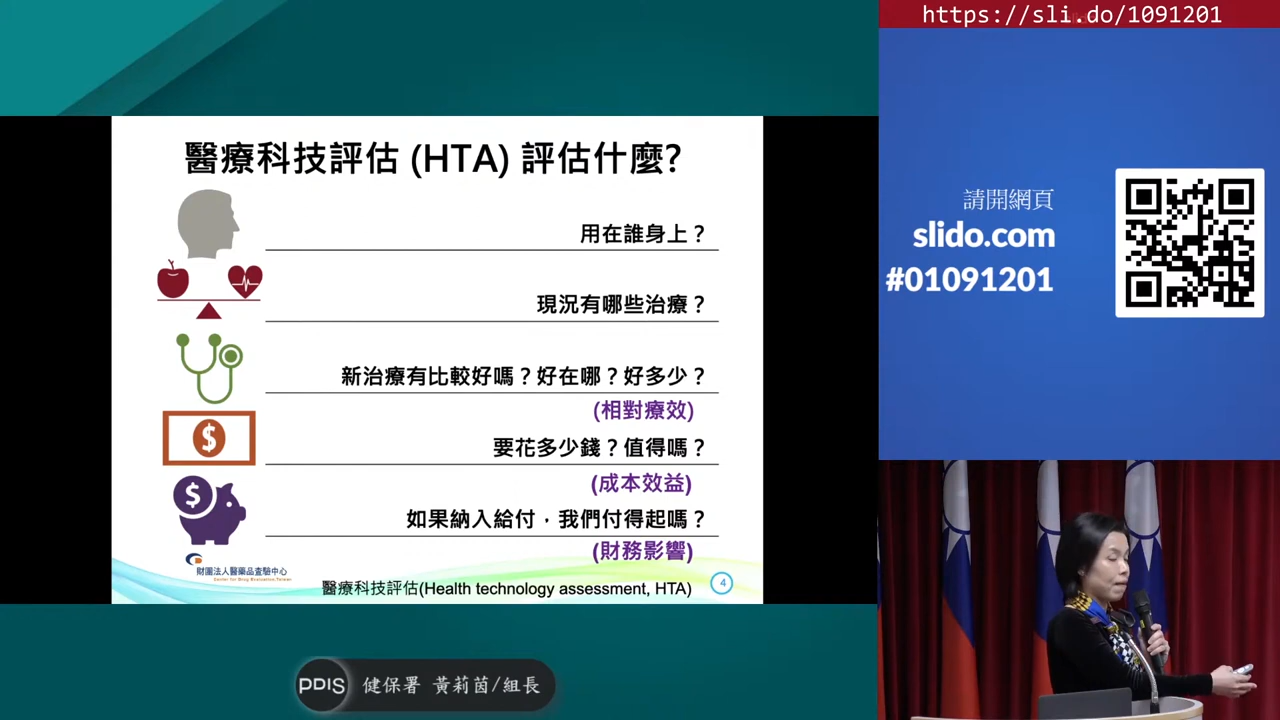 https://sli.do/1091201
請開網頁
slido.com
#01091201
醫療科技評估 (HTA) 評估什麼?
用在誰身上？
現況有哪些治療？
新治療有比較好嗎？好在哪？好多少？
(相對療效)
要花多少錢？值得嗎？
(成本效益)
如果納入給付，我們付得起嗎？
(財務影響)
財團法人醫藥品查驗中心
Center for Drug Evaluation, Taiwan
醫療科技評估(Health technology assessment, HTA)
4
PDIS 健保署 黃莉茵/組長